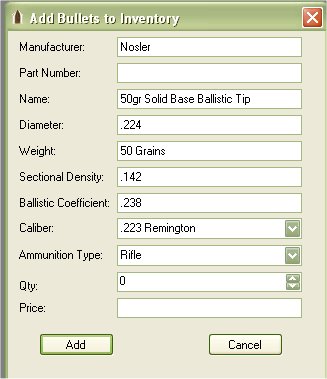 Add Bullets to Inventory
Manufacturer: Nosler
Part Number:
Name: 50gr Solid Base Ballistic Tip
Diameter: .224
Weight: 50 Grains
Sectional Density: .142
Ballistic Coefficient: .238
Caliber: .223 Remington
Ammunition Type: Rifle
Qty: 0
Price:
Add Cancel